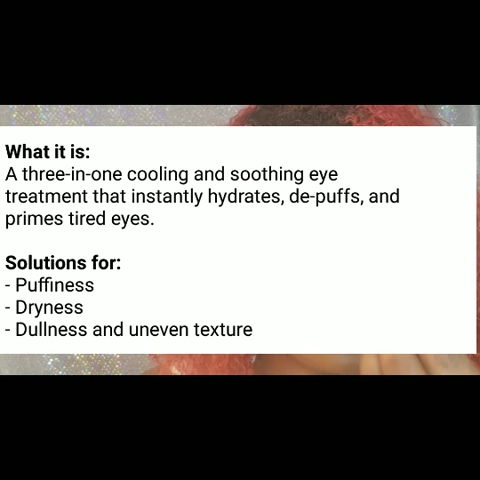 What it is:
A three-in-one cooling and soothing eye
treatment that instantly hydrates, de-puffs, and
primes tired eyes.
Solutions for:
- Puffiness
- Dryness
- Dullness and uneven texture